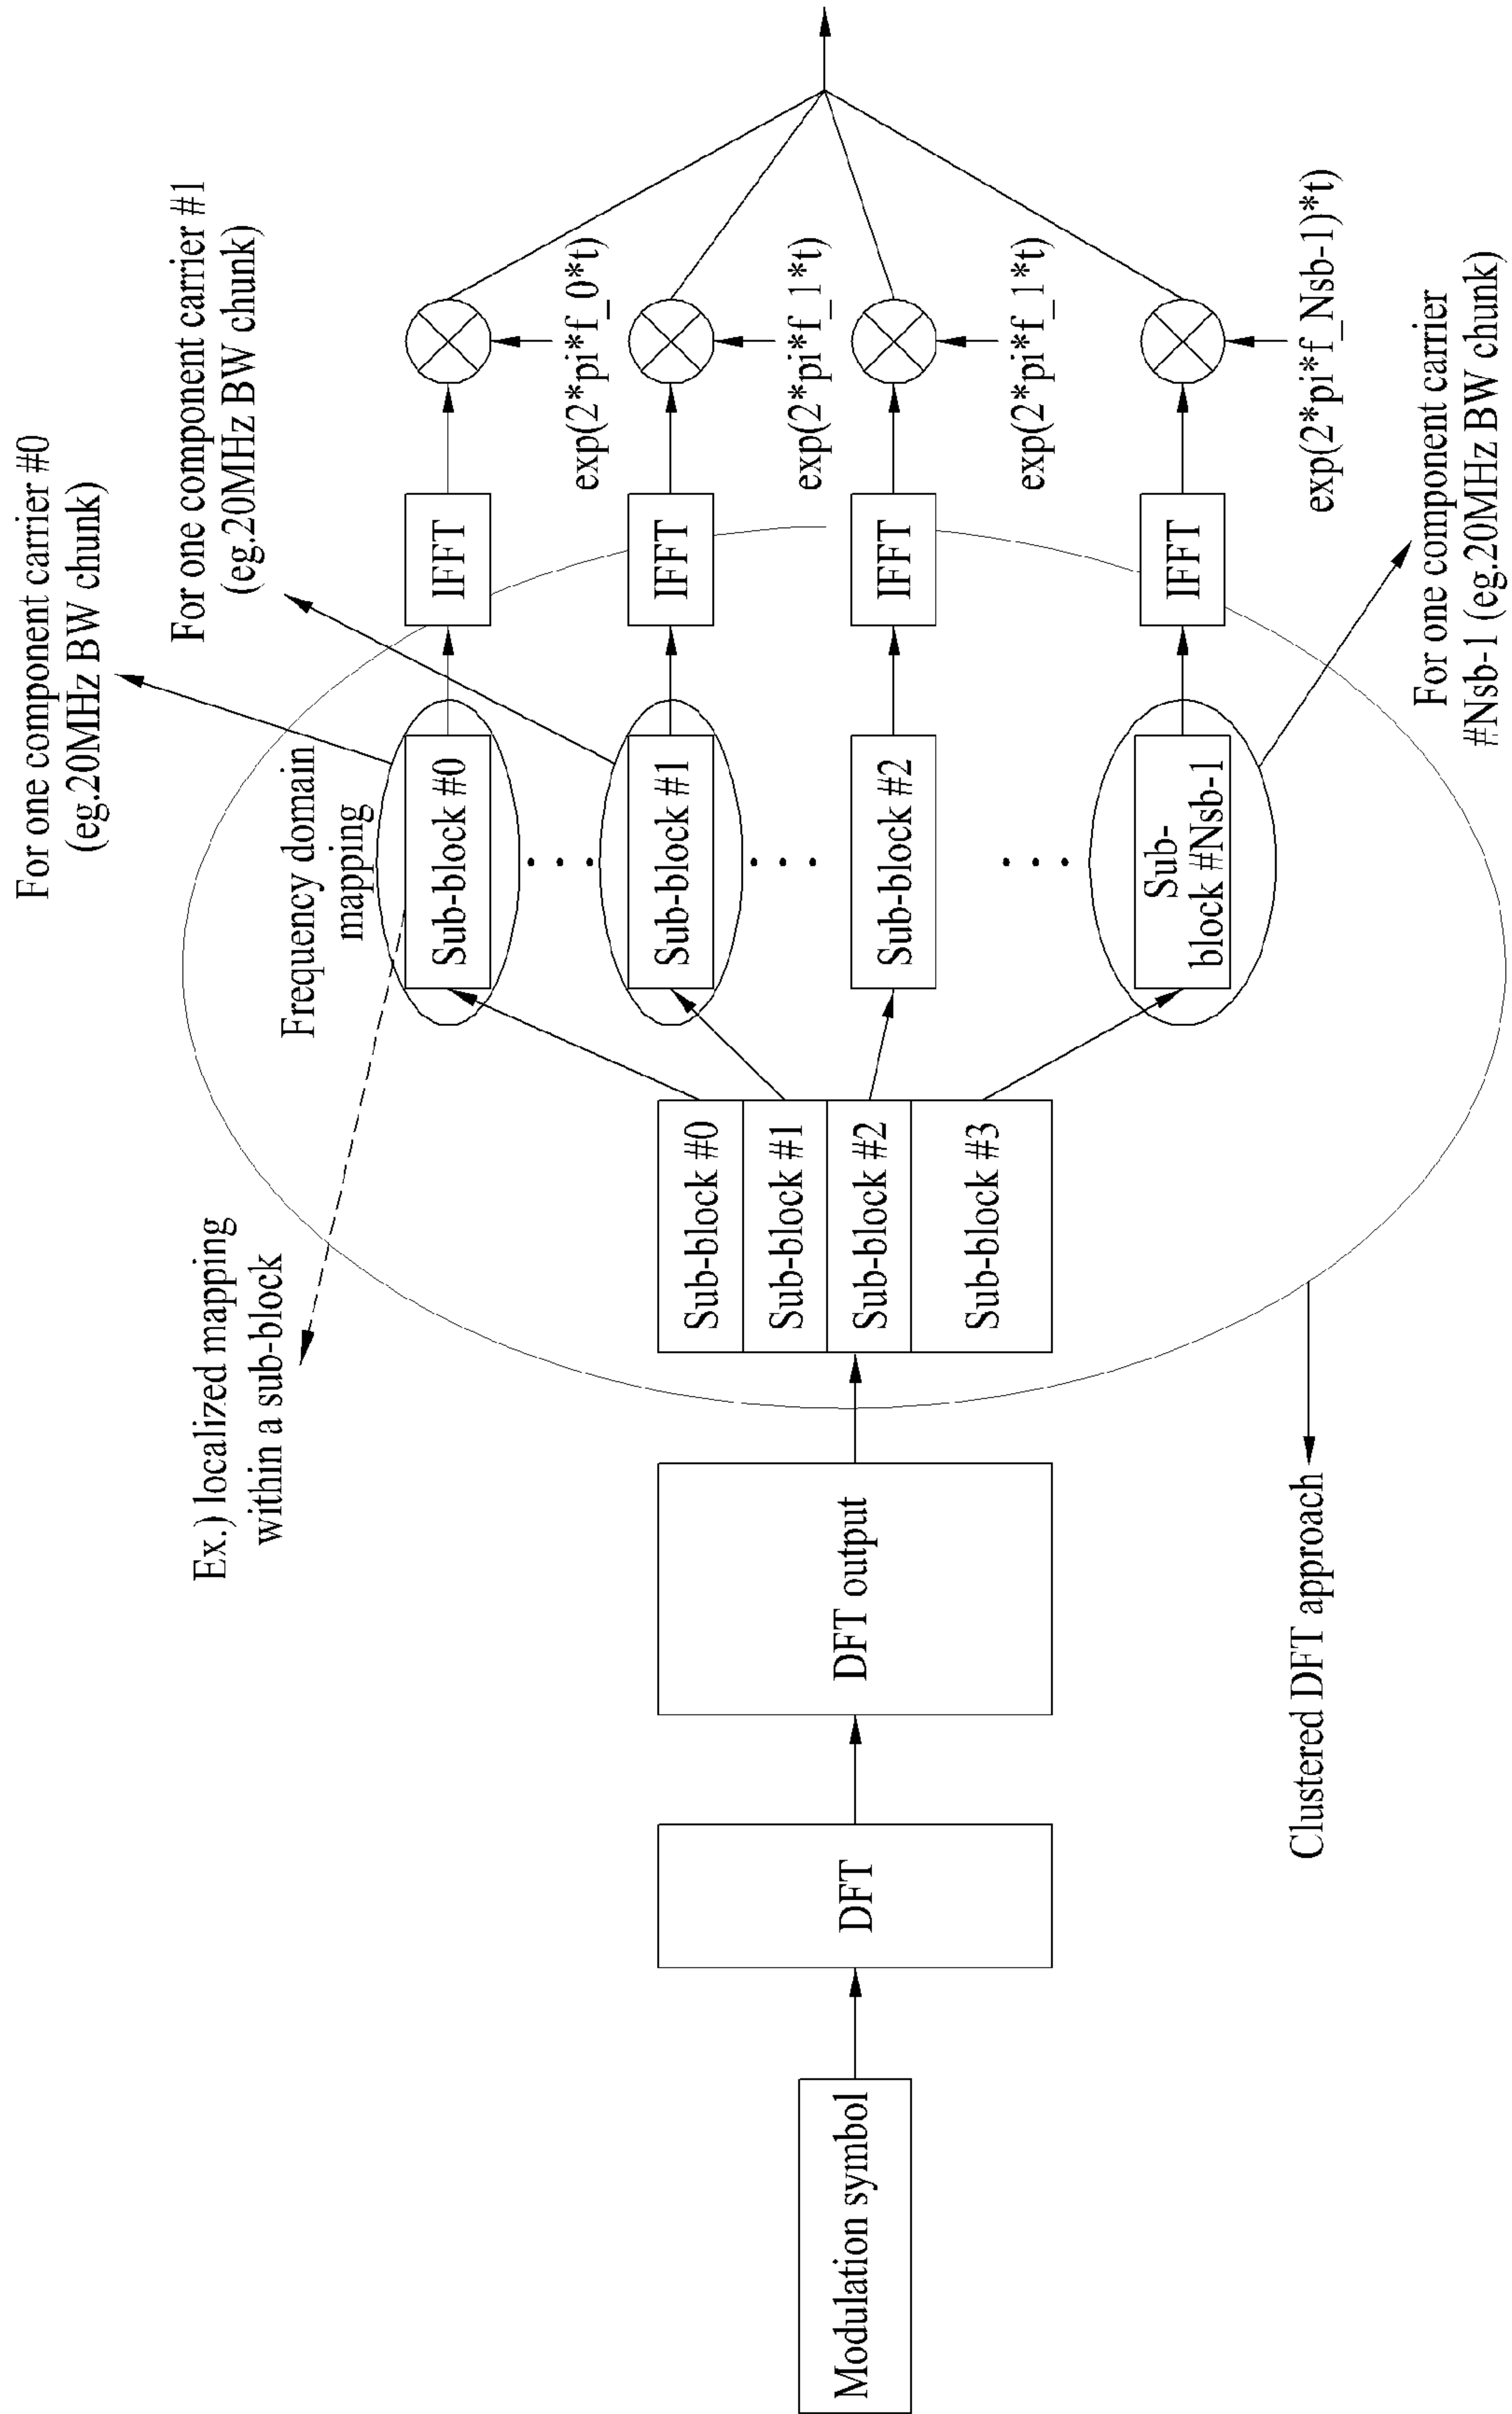 For one component carrier #0
(eg.20MHz BW chunk)
For one component carrier #1
(eg.20MHz BW chunk)
Ex.) localized mapping
within a sub-block
Frequency domain
mapping
Modulation symbol
DFT
DFT output
Sub-block #0
Sub-block #1
Sub-block #2
Sub-block #3
Sub-block #0
IFFT
exp(2*pi*f_0*t)
Sub-block #1
IFFT
exp(2*pi*f_1*t)
Sub-block #2
IFFT
exp(2*pi*f_1*t)
Sub-
block #Nsb-1
IFFT
exp(2*pi*f_Nsb-1)*t)
Clustered DFT approach
For one component carrier
#Nsb-1 (eg.20MHz BW chunk)